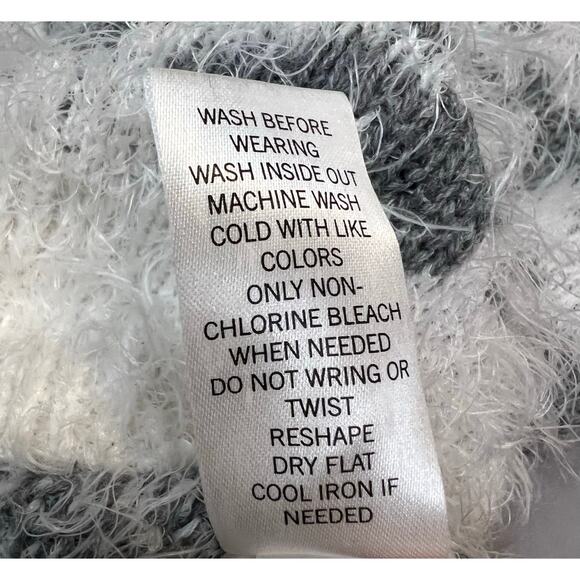 WASH BEFORE
WEARING
WASH INSIDE OUT
MACHINE WASH
COLD WITH LIKE
COLORS
ONLY NON-
CHLORINE BLEACH
WHEN NEEDED
DO NOT WRING OR
TWIST
RESHAPE
DRY FLAT
COOL IRON IF
NEEDED